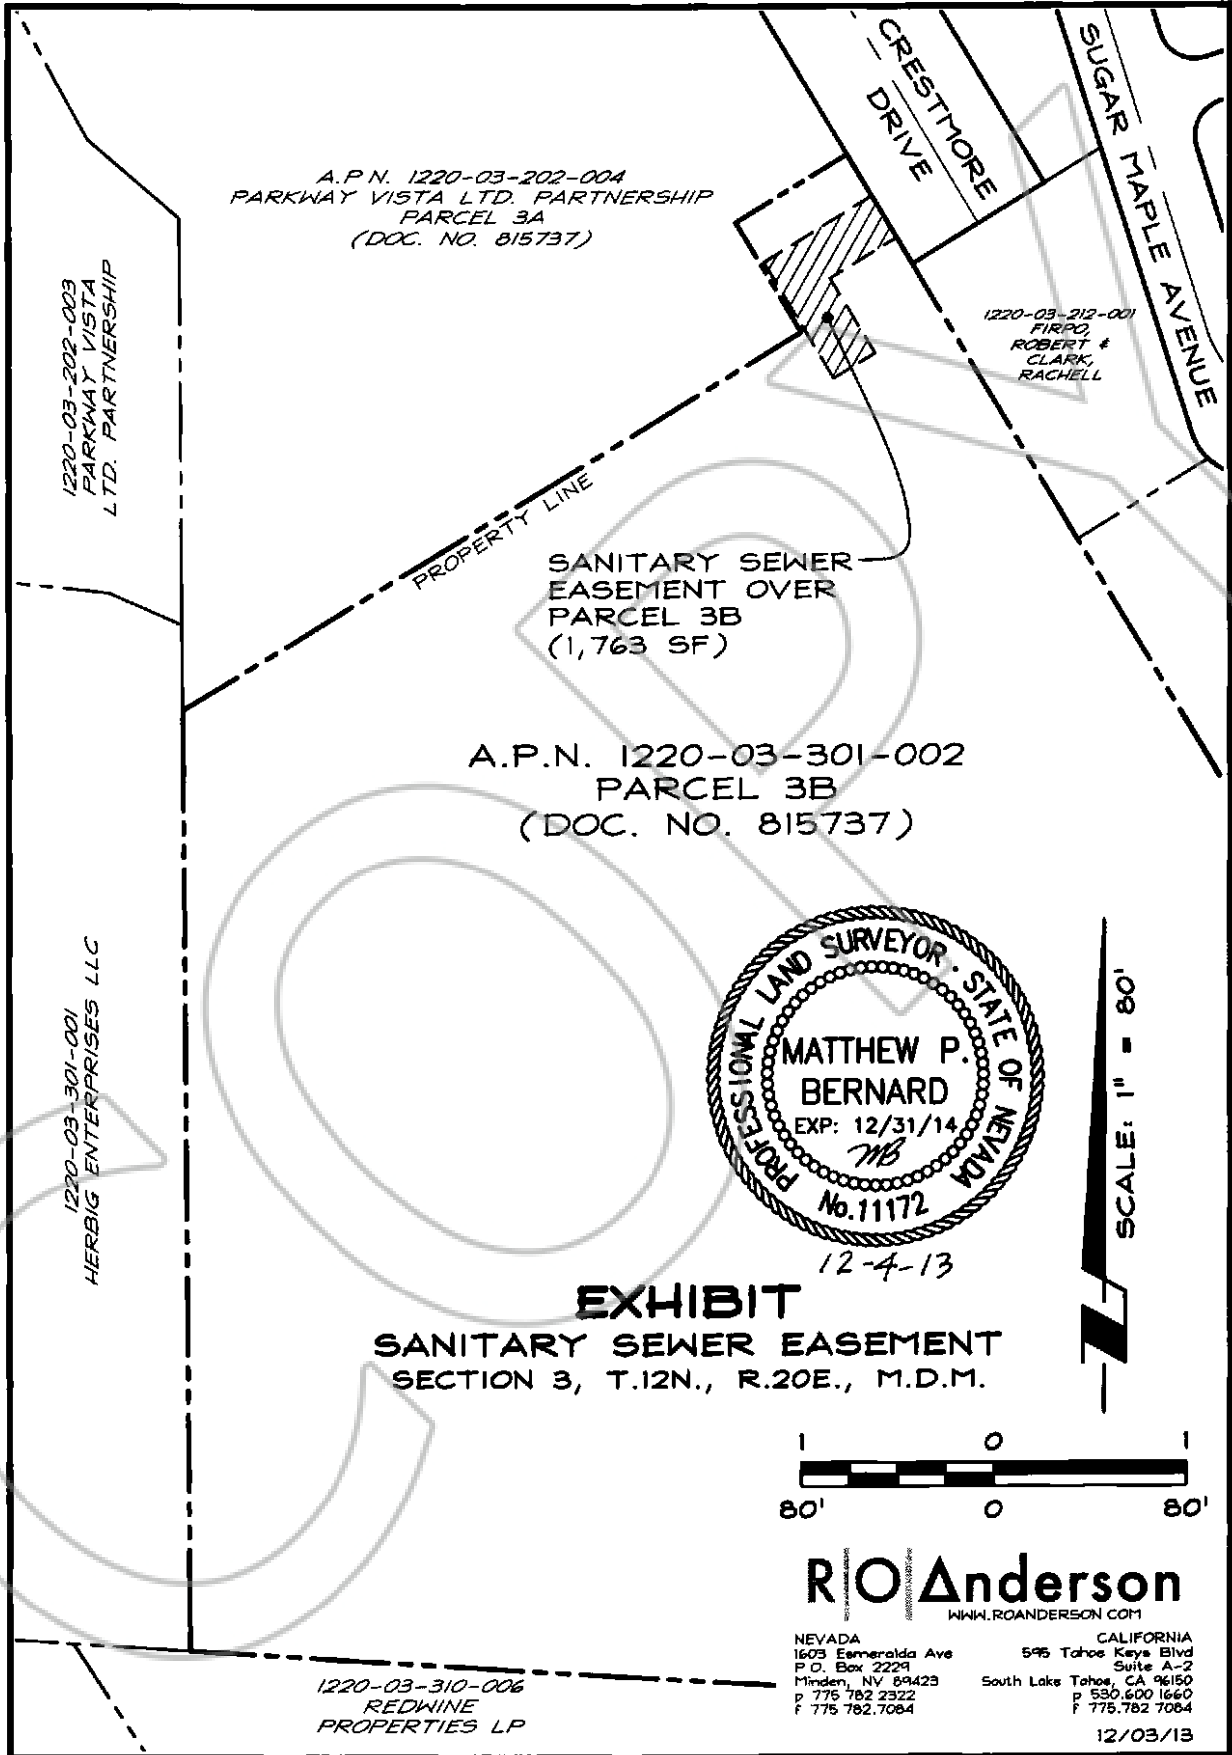 CRESTMORE
DRIVE
SUGAR MAPLE AVENUE
A.P.N. 1220-03-202-004
PARKWAY VISTA LTD. PARTNERSHIP
PARCEL 3A
(DOC. NO. 815737)
1220-03-202-003
PARKWAY VISTA
LTD. PARTNERSHIP
1220-03-212-001
FIRPO,
ROBERT &
CLARK,
RACHELL
PROPERTY LINE
SANITARY SEWER
EASEMENT OVER
PARCEL 3B
(1,763 SF)
A.P.N. 1220-03-301-002
PARCEL 3B
(DOC. NO. 815737)
1220-03-301-001
HERBIG ENTERPRISES LLC
PROFESSIONAL LAND SURVEYOR · STATE OF NEVADA
MATTHEW P.
BERNARD
EXP: 12/31/14
MB
No.11172
12-4-13
SCALE: 1" = 80'
COPY
EXHIBIT
SANITARY SEWER EASEMENT
SECTION 3, T.12N., R.20E., M.D.M.
1 0 1
80' 0 80'
R|O|Anderson
WWW.ROANDERSON.COM
NEVADA
1603 Esmeralda Ave
P.O. Box 2229
Minden, NV 89423
p 775 782 2322
f 775 782.7084
CALIFORNIA
595 Tahoe Keys Blvd
Suite A-2
South Lake Tahoe, CA 96150
p 530.600 1660
f 775.782 7084
12/03/13
1220-03-310-006
REDWINE
PROPERTIES LP